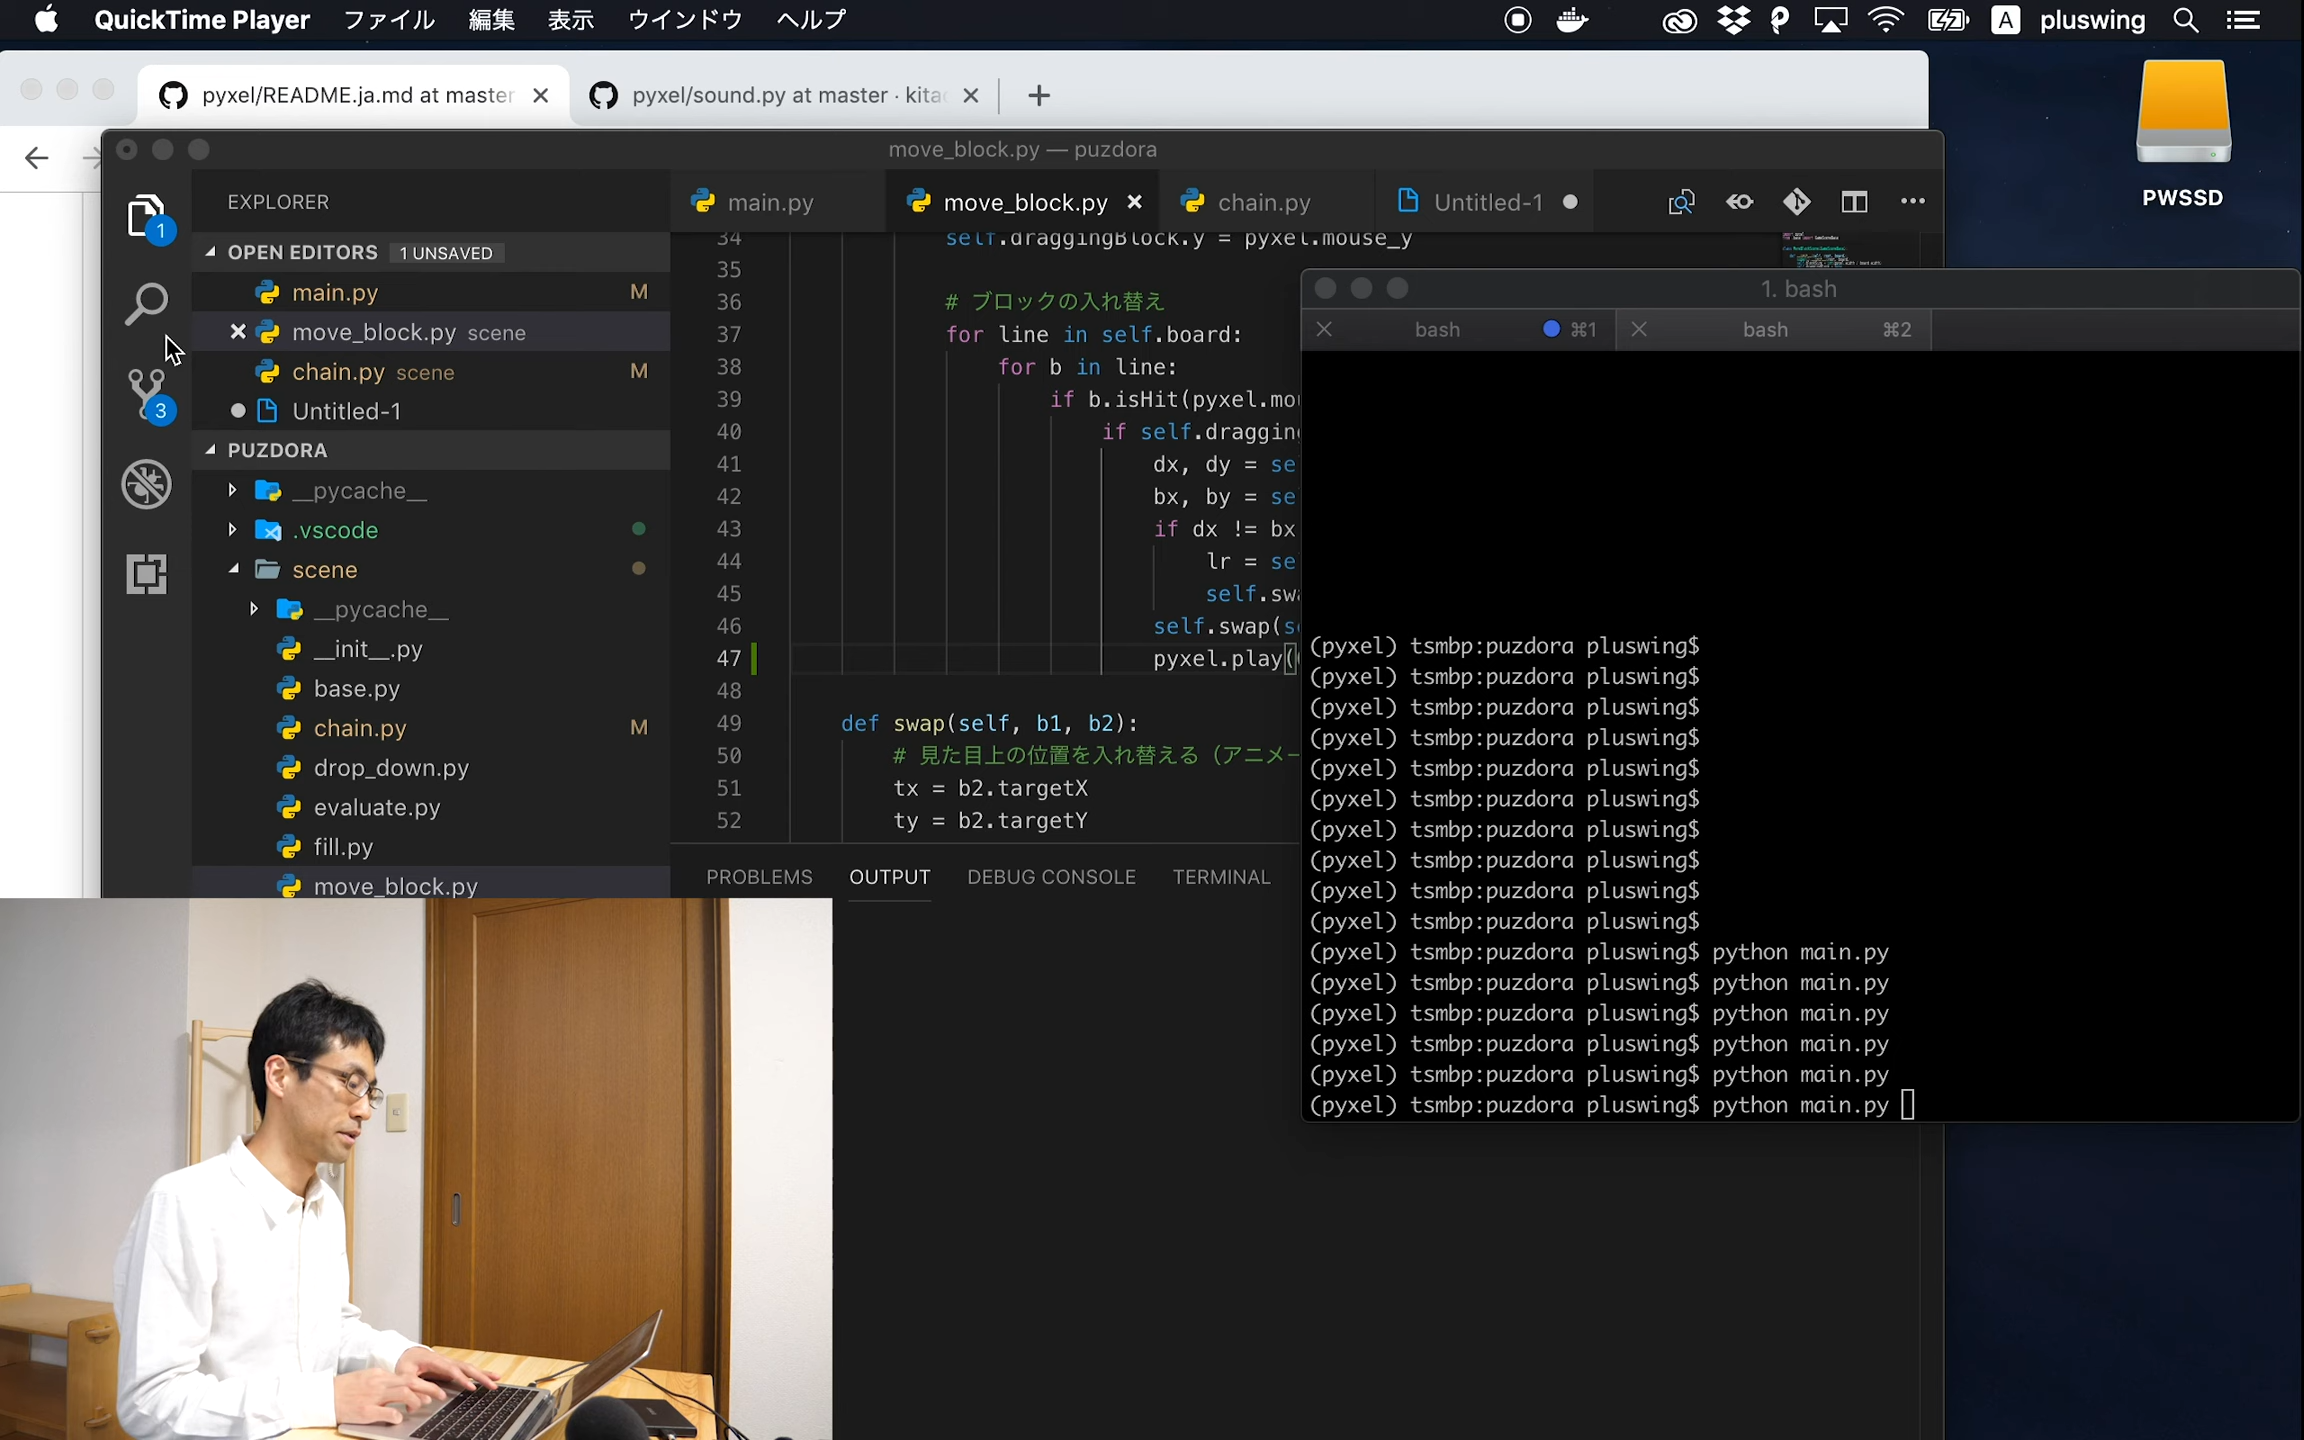 QuickTime Player ファイル 編集 表示 ウインドウ ヘルプ A pluswing
pyxel/README.ja.md at master
pyxel/sound.py at master · kitao
PWSSD
move_block.py — puzdora
EXPLORER
OPEN EDITORS 1 UNSAVED
main.py M
move_block.py scene
chain.py scene M
Untitled-1
PUZDORA
__pycache__
.vscode
scene
__pycache__
__init__.py
base.py
chain.py M
drop_down.py
evaluate.py
fill.py
move_block.py
1
3
main.py move_block.py chain.py Untitled-1
34 self.draggingBlock.y = pyxel.mouse_y
35
36 # ブロックの入れ替え
37 for line in self.board:
38 for b in line:
39 if b.isHit(pyxel.mou
40 if self.dragging
41 dx, dy = se
42 bx, by = se
43 if dx != bx
44 lr = se
45 self.swa
46 self.swap(s
47 pyxel.play(
48
49 def swap(self, b1, b2):
50 # 見た目上の位置を入れ替える（アニメー
51 tx = b2.targetX
52 ty = b2.targetY
PROBLEMS OUTPUT DEBUG CONSOLE TERMINAL
1. bash
bash ⌘1 bash ⌘2
(pyxel) tsmbp:puzdora pluswing$
(pyxel) tsmbp:puzdora pluswing$
(pyxel) tsmbp:puzdora pluswing$
(pyxel) tsmbp:puzdora pluswing$
(pyxel) tsmbp:puzdora pluswing$
(pyxel) tsmbp:puzdora pluswing$
(pyxel) tsmbp:puzdora pluswing$
(pyxel) tsmbp:puzdora pluswing$
(pyxel) tsmbp:puzdora pluswing$
(pyxel) tsmbp:puzdora pluswing$
(pyxel) tsmbp:puzdora pluswing$ python main.py
(pyxel) tsmbp:puzdora pluswing$ python main.py
(pyxel) tsmbp:puzdora pluswing$ python main.py
(pyxel) tsmbp:puzdora pluswing$ python main.py
(pyxel) tsmbp:puzdora pluswing$ python main.py
(pyxel) tsmbp:puzdora pluswing$ python main.py